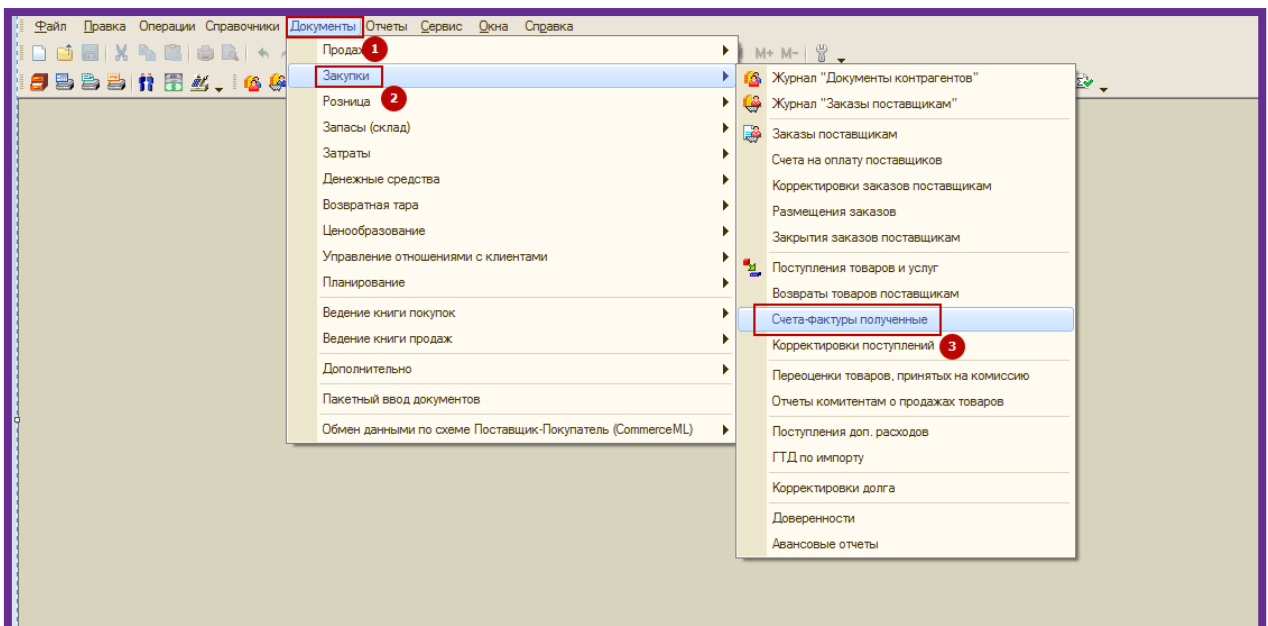 Файл Правка Операции Справочники Документы Отчеты Сервис Окна Справка
Продаж 1
M+ M-
Закупки
2
Розница
Запасы (склад)
Затраты
Денежные средства
Возвратная тара
Ценообразование
Управление отношениями с клиентами
Планирование
Ведение книги покупок
Ведение книги продаж
Дополнительно
Пакетный ввод документов
Обмен данными по схеме Поставщик-Покупатель (CommerceML)
Журнал "Документы контрагентов"
Журнал "Заказы поставщикам"
Заказы поставщикам
Счета на оплату поставщиков
Корректировки заказов поставщикам
Размещения заказов
Закрытия заказов поставщикам
Поступления товаров и услуг
Возвраты товаров поставщикам
Счета-фактуры полученные
Корректировки поступлений 3
Переоценки товаров, принятых на комиссию
Отчеты комитентам о продажах товаров
Поступления доп. расходов
ГТД по импорту
Корректировки долга
Доверенности
Авансовые отчеты